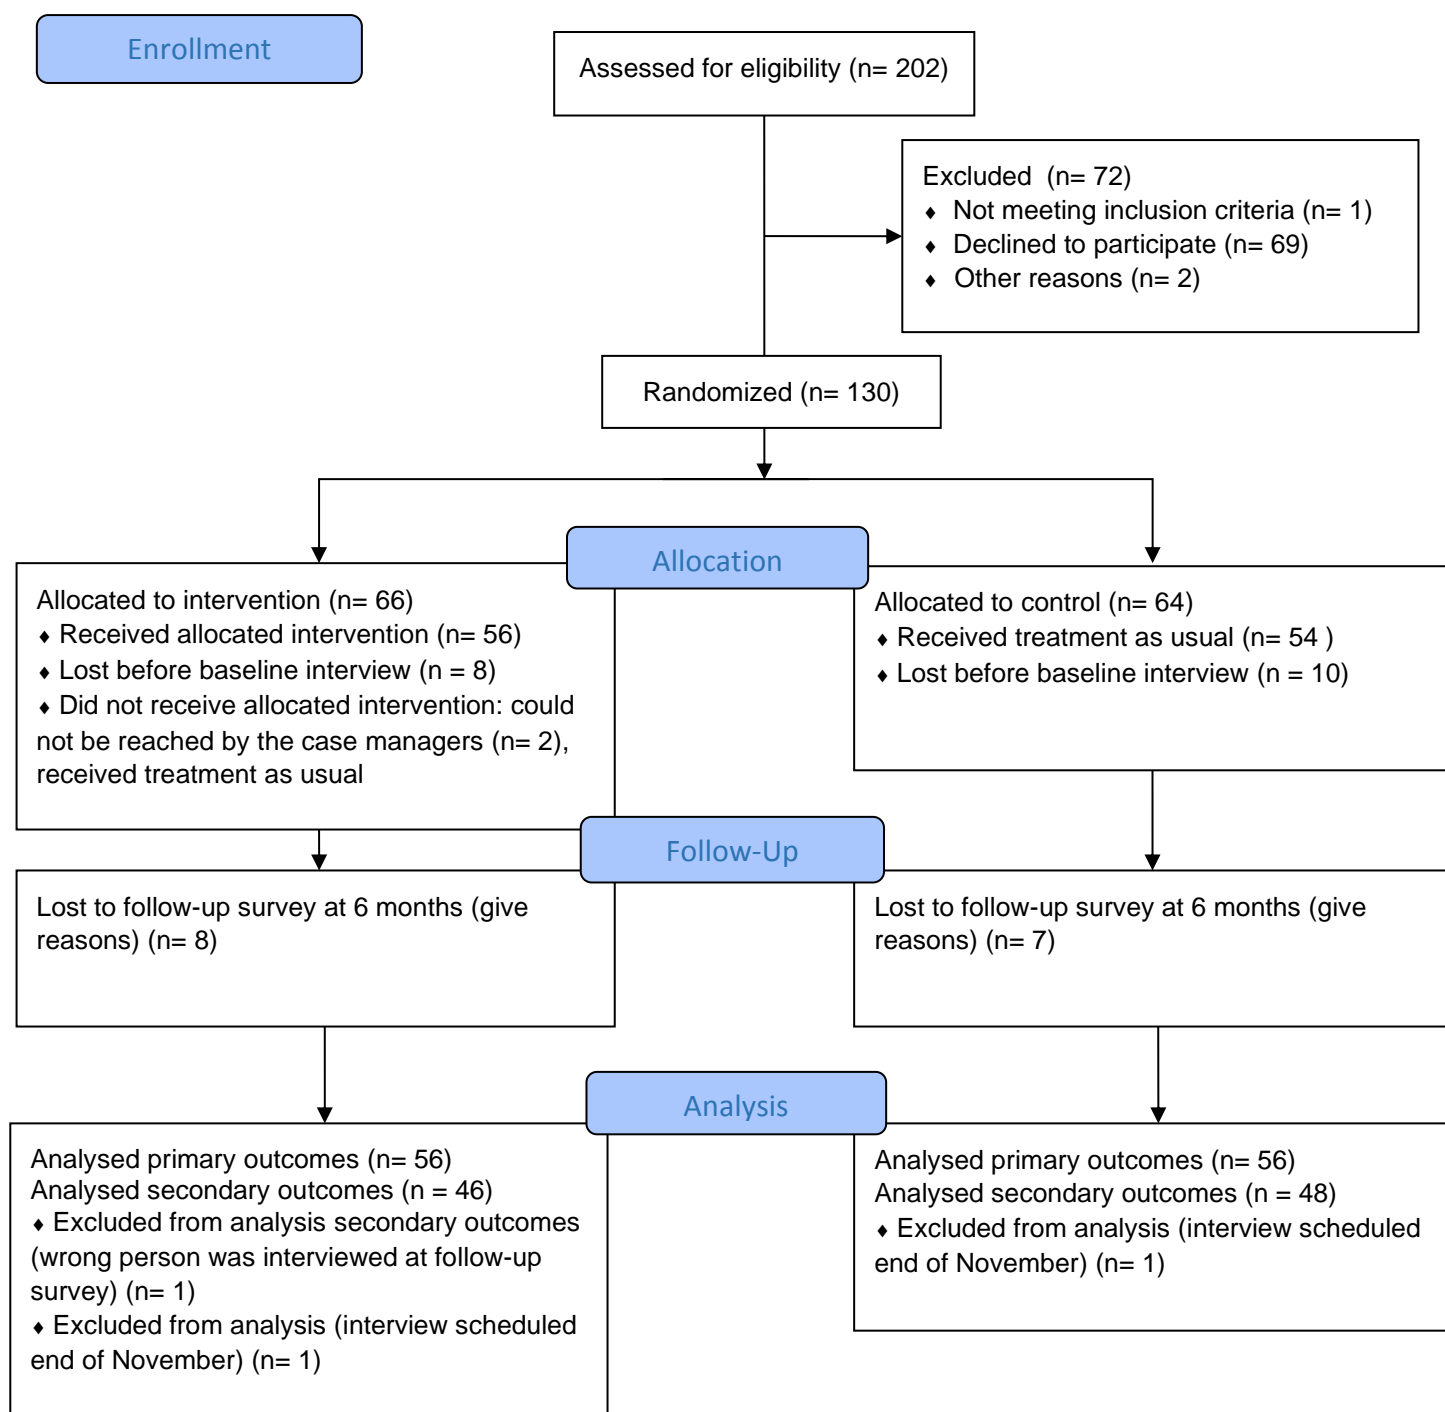 Enrollment
Assessed for eligibility (n= 202)
Excluded  (n= 72)
♦ Not meeting inclusion criteria (n= 1)
♦ Declined to participate (n= 69)
♦ Other reasons (n= 2)
Randomized (n= 130)
Allocation
Allocated to intervention (n= 66)
♦ Received allocated intervention (n= 56)
♦ Lost before baseline interview (n = 8)
♦ Did not receive allocated intervention: could
not be reached by the case managers (n= 2),
received treatment as usual
Allocated to control (n= 64)
♦ Received treatment as usual (n= 54 )
♦ Lost before baseline interview (n = 10)
Follow-Up
Lost to follow-up survey at 6 months (give
reasons) (n= 8)
Lost to follow-up survey at 6 months (give
reasons) (n= 7)
Analysis
Analysed primary outcomes (n= 56)
Analysed secondary outcomes (n = 46)
♦ Excluded from analysis secondary outcomes
(wrong person was interviewed at follow-up
survey) (n= 1)
♦ Excluded from analysis (interview scheduled
end of November) (n= 1)
Analysed primary outcomes (n= 56)
Analysed secondary outcomes (n = 48)
♦ Excluded from analysis (interview scheduled
end of November) (n= 1)